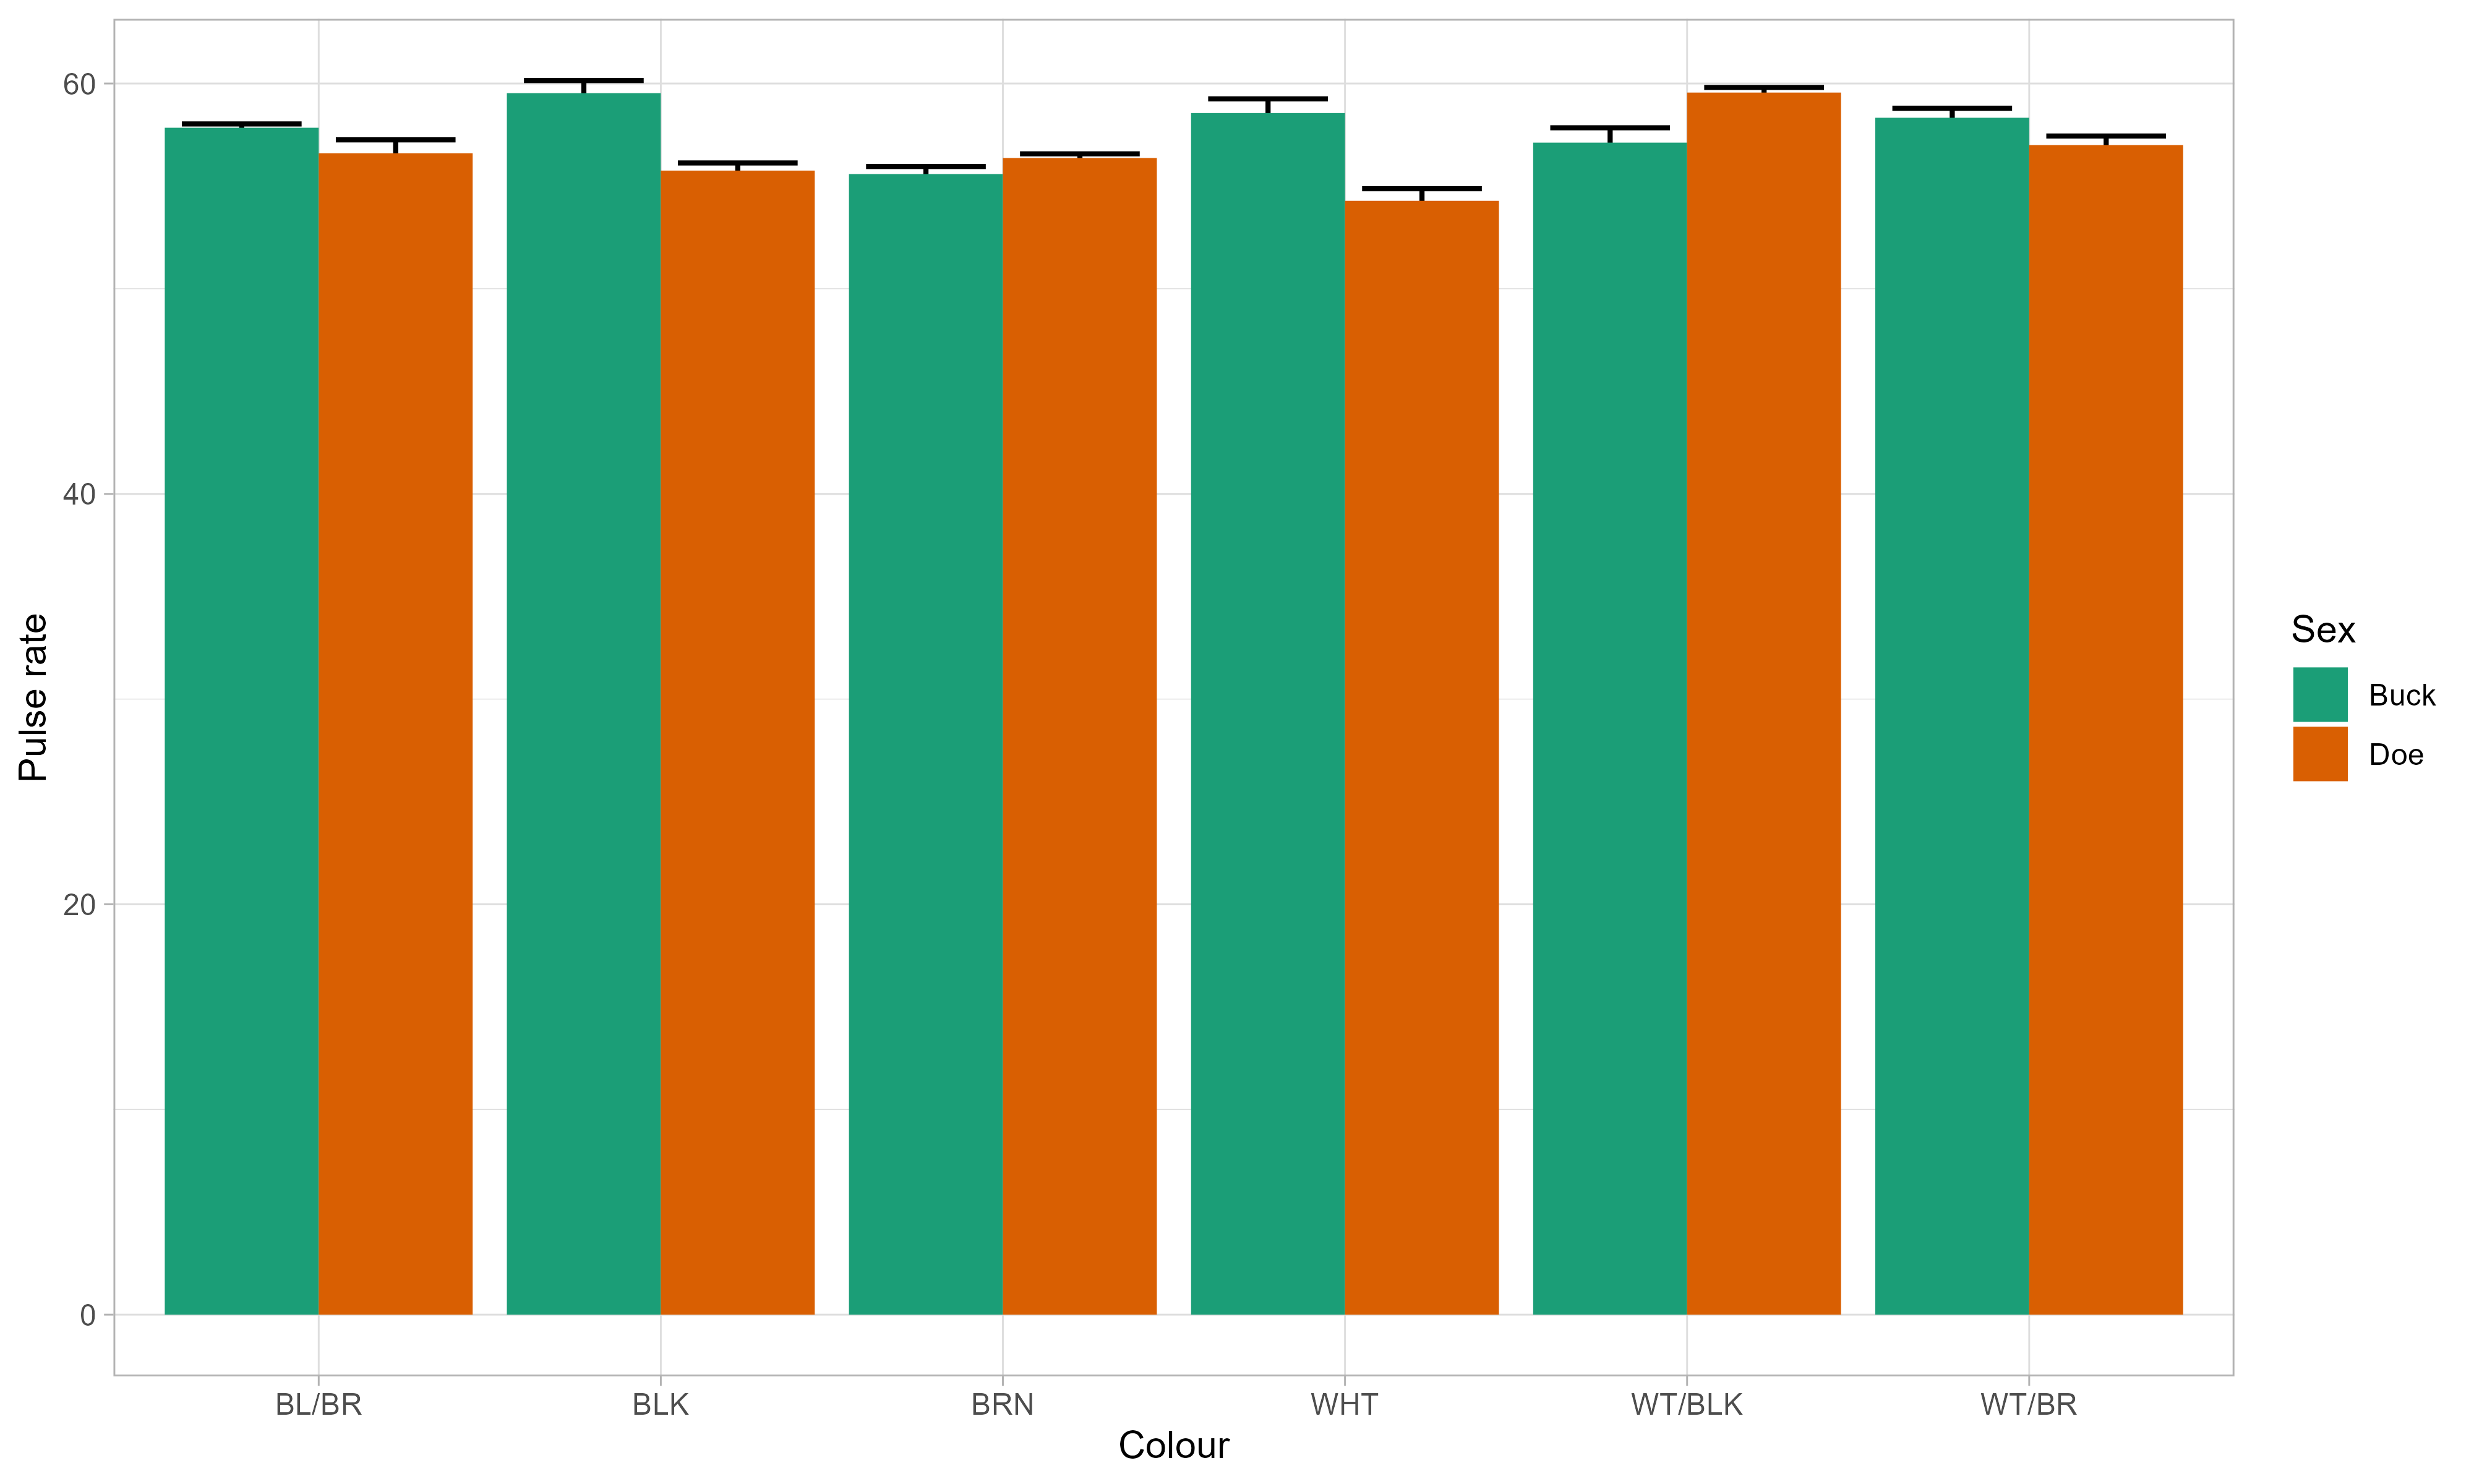 60
40
20
0
Pulse rate
BL/BR
BLK
BRN
WHT
WT/BLK
WT/BR
Colour
Sex
Buck
Doe